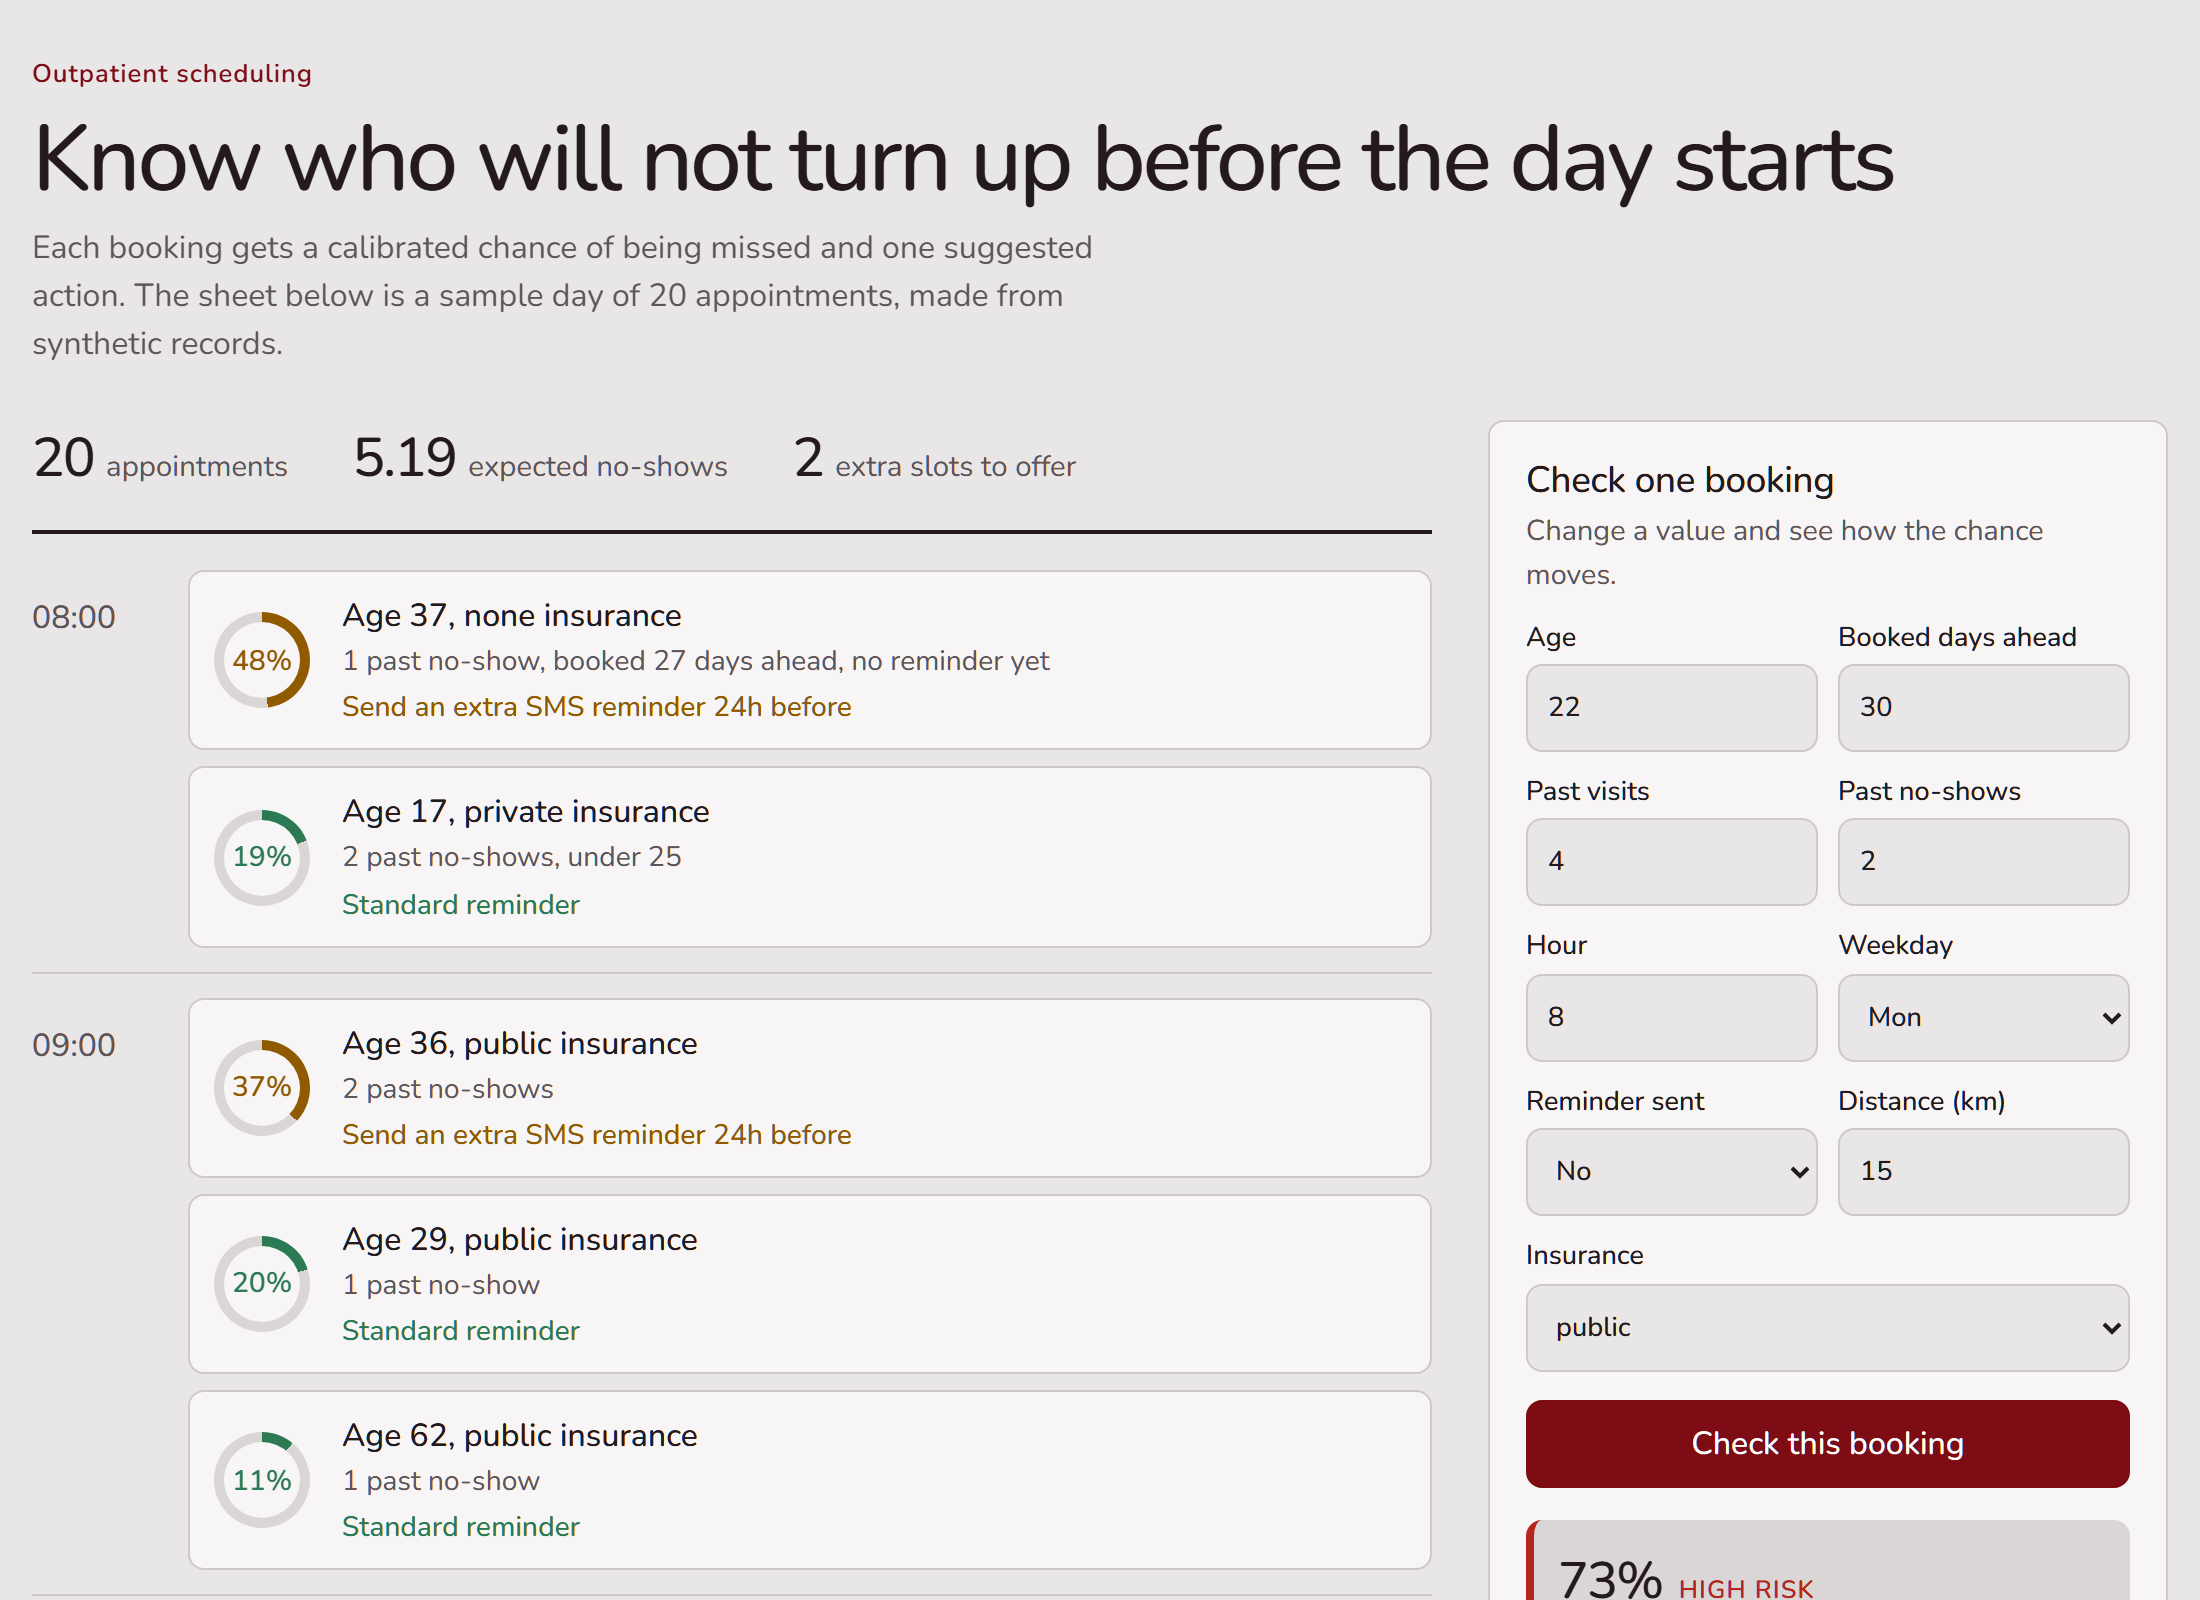 Outpatient scheduling
Know who will not turn up before the day starts
Each booking gets a calibrated chance of being missed and one suggested
action. The sheet below is a sample day of 20 appointments, made from
synthetic records.
20 appointments
5.19 expected no-shows
2 extra slots to offer
08:00
48%
Age 37, none insurance
1 past no-show, booked 27 days ahead, no reminder yet
Send an extra SMS reminder 24h before
19%
Age 17, private insurance
2 past no-shows, under 25
Standard reminder
09:00
37%
Age 36, public insurance
2 past no-shows
Send an extra SMS reminder 24h before
20%
Age 29, public insurance
1 past no-show
Standard reminder
11%
Age 62, public insurance
1 past no-show
Standard reminder
Check one booking
Change a value and see how the chance
moves.
Age
22
Booked days ahead
30
Past visits
4
Past no-shows
2
Hour
8
Weekday
Mon
Reminder sent
No
Distance (km)
15
Insurance
public
Check this booking
73% HIGH RISK